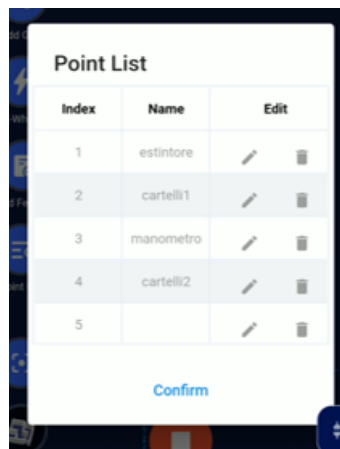 Point List
Index Name Edit
1 estintore
2 cartelli1
3 manometro
4 cartelli2
5
Confirm